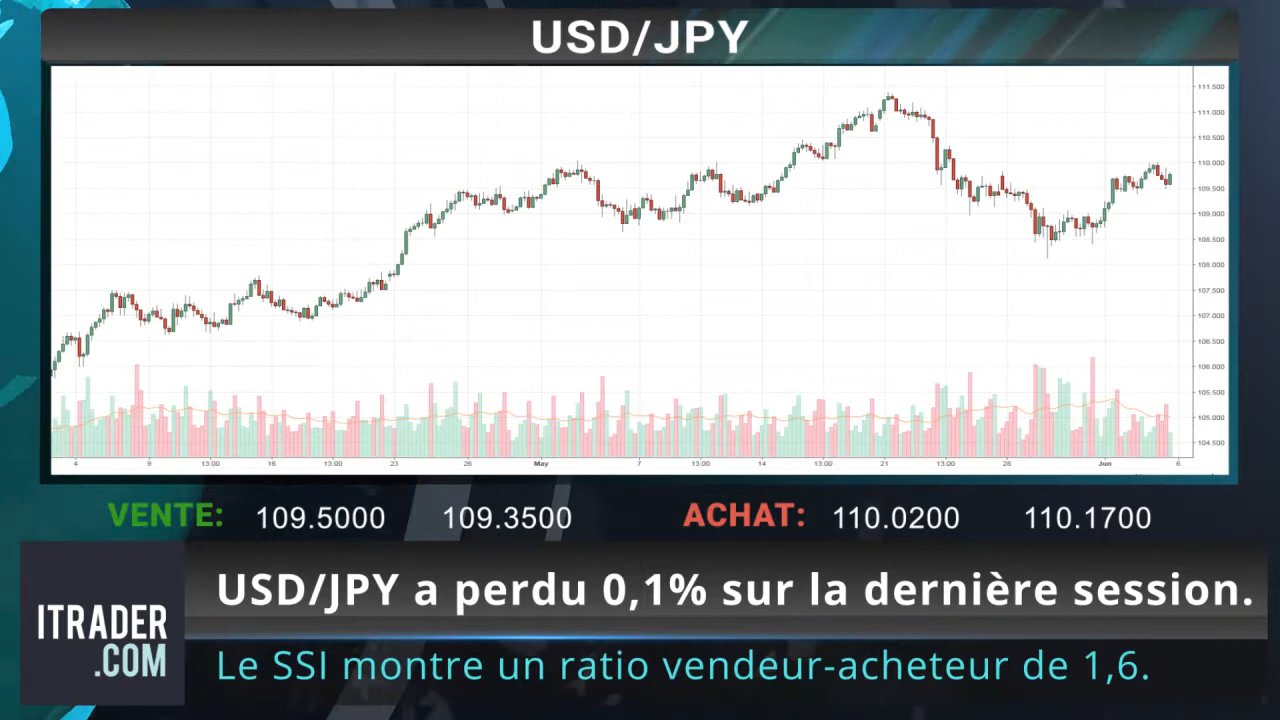 USD/JPY
111.500
111.000
110.500
110.000
109.500
109.000
108.500
108.000
107.500
107.000
106.500
106.000
105.500
105.000
104.500
4 9 13:00 16 13:00 23 26 May 7 13:00 14 13:00 21 13:00 28 Jun 6
VENTE: 109.5000 109.3500 ACHAT: 110.0200 110.1700
ITRADER
.COM
USD/JPY a perdu 0,1% sur la dernière session.
Le SSI montre un ratio vendeur-acheteur de 1,6.